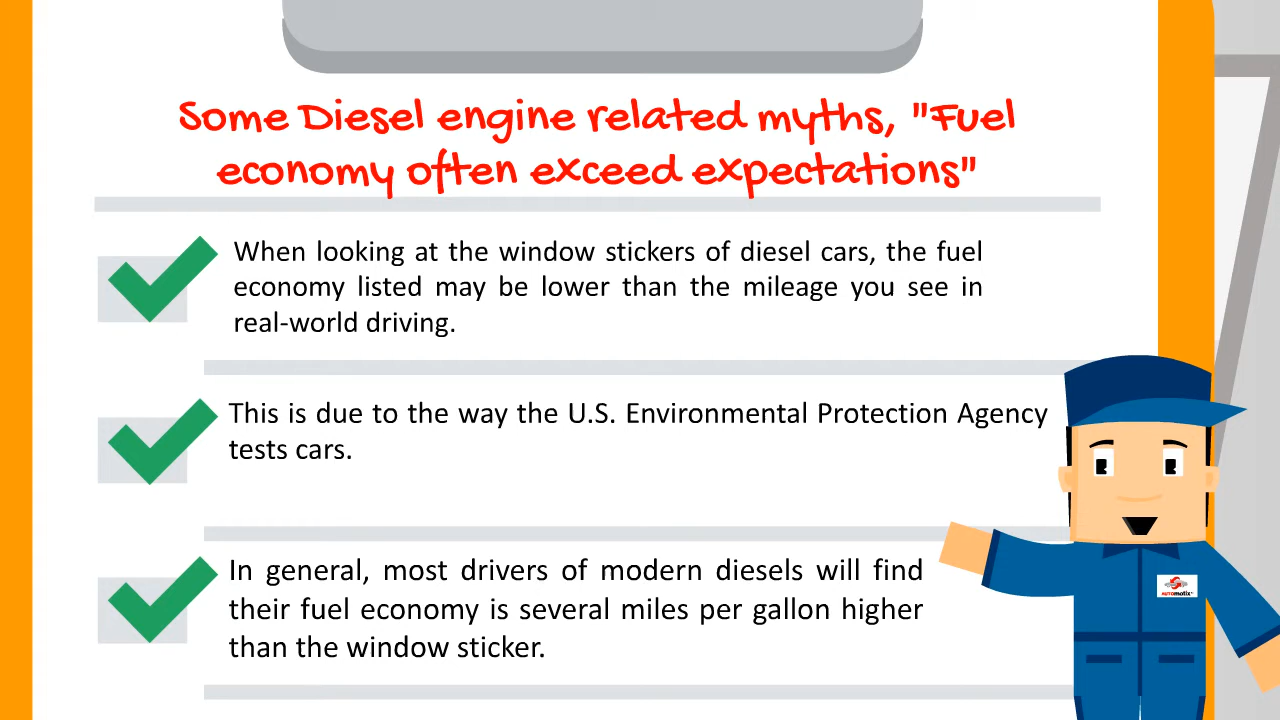 Some Diesel engine related myths, "Fuel
economy often exceed expectations"
When looking at the window stickers of diesel cars, the fuel
economy listed may be lower than the mileage you see in
real-world driving.
This is due to the way the U.S. Environmental Protection Agency
tests cars.
In general, most drivers of modern diesels will find
their fuel economy is several miles per gallon higher
than the window sticker.
AUTOmotix